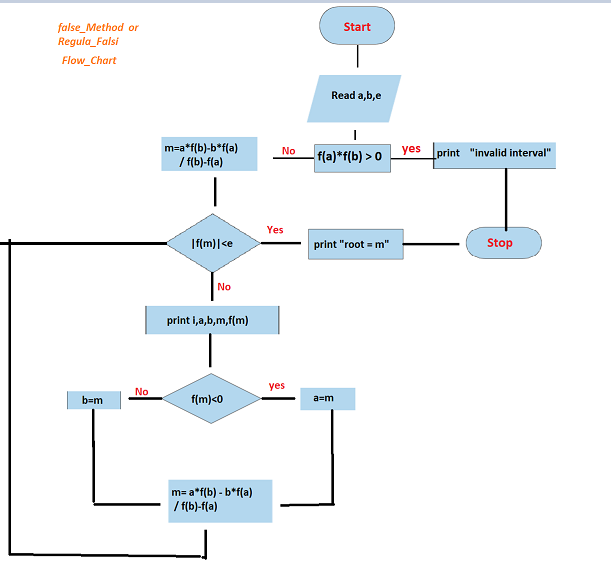 false_Method or
Regula_Falsi
Flow_Chart
Start
Read a,b,e
f(a)*f(b) > 0
No
yes
m=a*f(b)-b*f(a)
/ f(b)-f(a)
print "invalid interval"
|f(m)|<e
Yes
print "root = m"
Stop
No
print i,a,b,m,f(m)
f(m)<0
No
yes
b=m
a=m
m= a*f(b) - b*f(a)
/ f(b)-f(a)